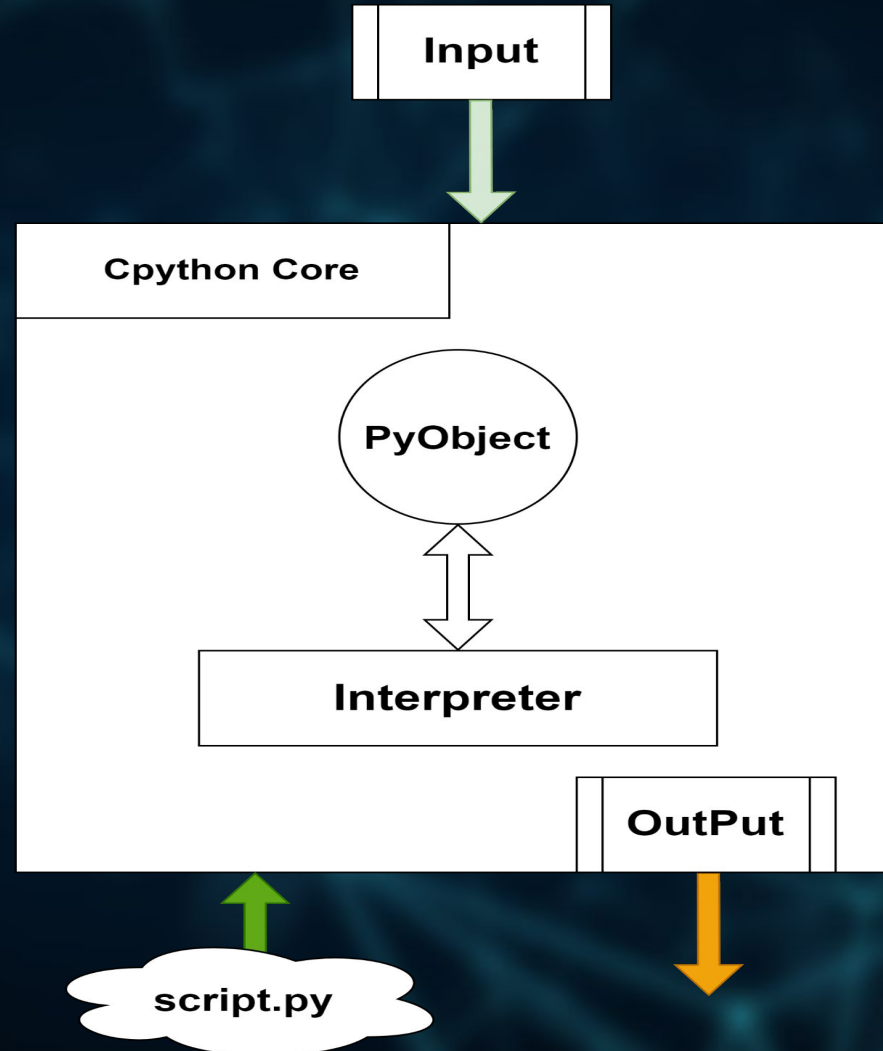 Input
Cpython Core
PyObject
Interpreter
OutPut
script.py